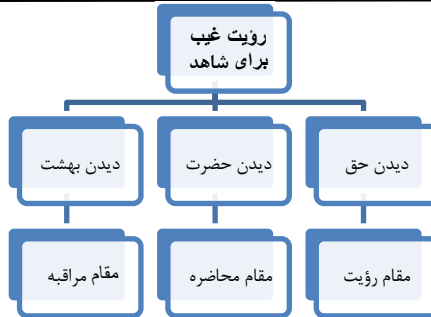 رؤیت غیب
برای شاهد
دیدن حق
دیدن حضرت
دیدن بهشت
مقام رؤیت
مقام محاضره
مقام مراقبه